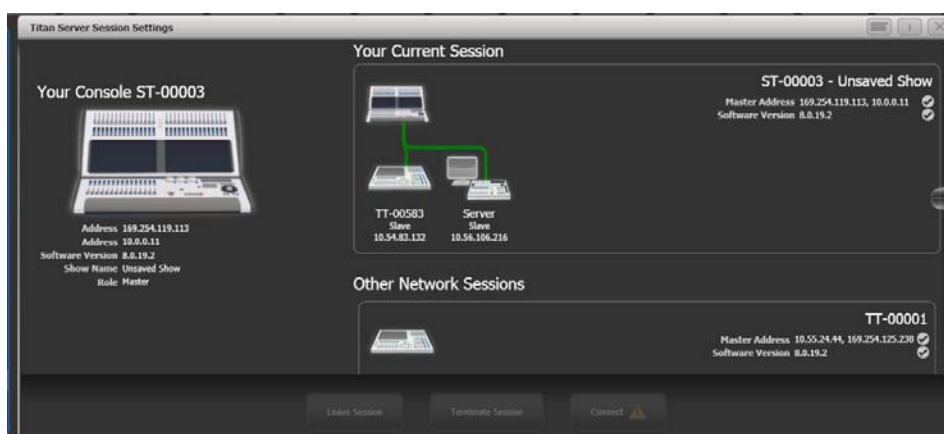 Titan Server Session Settings
Your Current Session
Your Console ST-00003
ST-00003 - Unsaved Show
Master Address 169.254.119.113, 10.0.0.11
Software Version 8.0.19.2
TT-00583
Slave
10.54.83.132
Server
Slave
10.56.106.216
Address 169.254.119.113
Address 10.0.0.11
Software Version 8.0.19.2
Show Name Unsaved Show
Role Master
Other Network Sessions
TT-00001
Master Address 10.55.24.44, 169.254.125.238
Software Version 8.0.19.2
Leave Session
Terminate Session
Connect